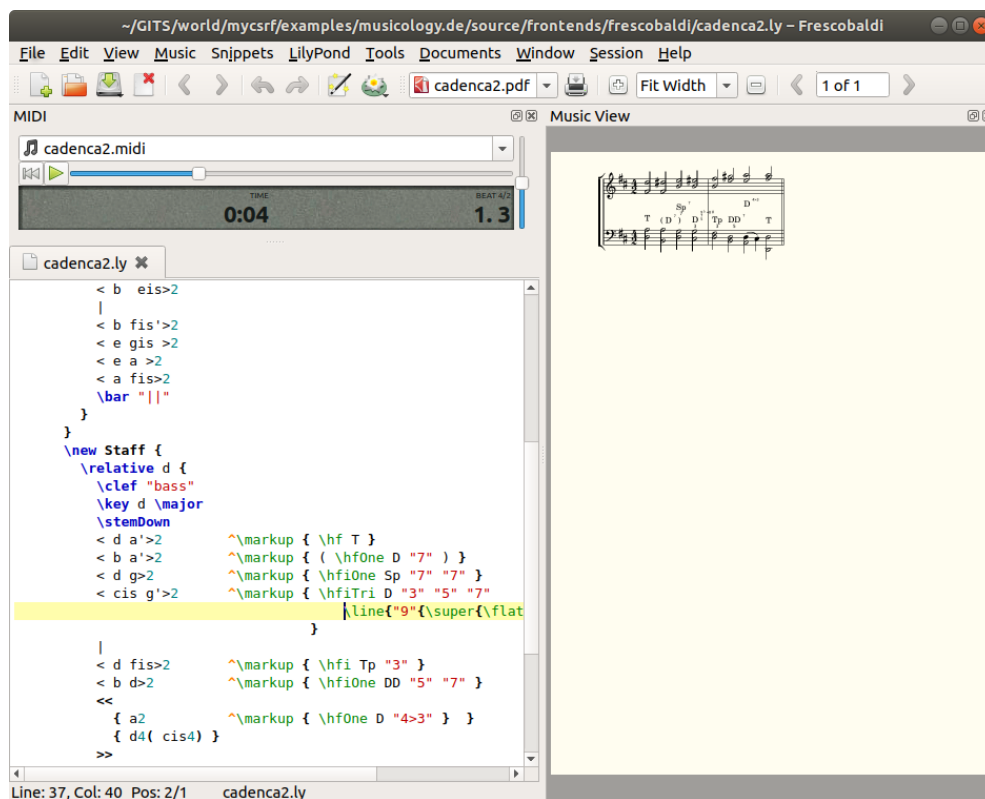 ~/GITS/world/mycsrf/examples/musicology.de/source/frontends/frescobaldi/cadenca2.ly – Frescobaldi
File Edit View Music Snippets LilyPond Tools Documents Window Session Help
cadenca2.pdf Fit Width 1 of 1
MIDI
cadenca2.midi
TIME BEAT 4/2
0:04 1. 3
cadenca2.ly
< b  eis>2
|
< b fis'>2
< e gis >2
< e a >2
< a fis>2
\bar "||"
}
}
\new Staff {
\relative d {
\clef "bass"
\key d \major
\stemDown
< d a'>2 ^\markup { \hf T }
< b a'>2 ^\markup { ( \hfOne D "7" ) }
< d g>2 ^\markup { \hfiOne Sp "7" "7" }
< cis g'>2 ^\markup { \hfiTri D "3" "5" "7"
\line{"9"{\super{\flat
}
|
< d fis>2 ^\markup { \hfi Tp "3" }
< b d>2 ^\markup { \hfiOne DD "5" "7" }
<<
{ a2 ^\markup { \hfOne D "4>3" }  }
{ d4( cis4) }
>>
Line: 37, Col: 40 Pos: 2/1 cadenca2.ly
Music View
Sp D
T (D ) D Tp DD T